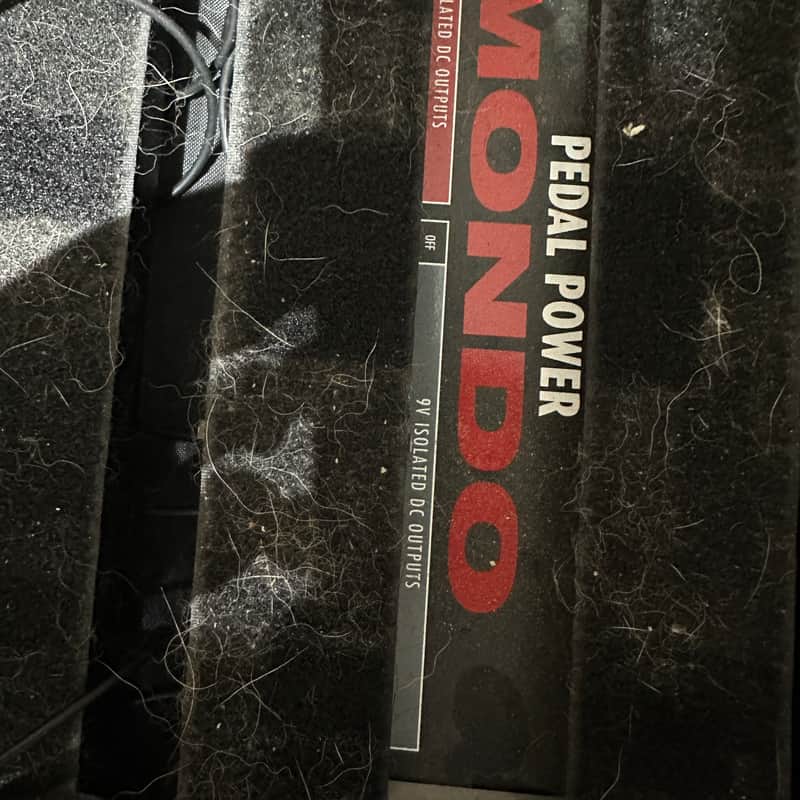 PEDAL POWER
MONDO
LATED DC OUTPUTS
OFF
9V ISOLATED DC OUTPUTS